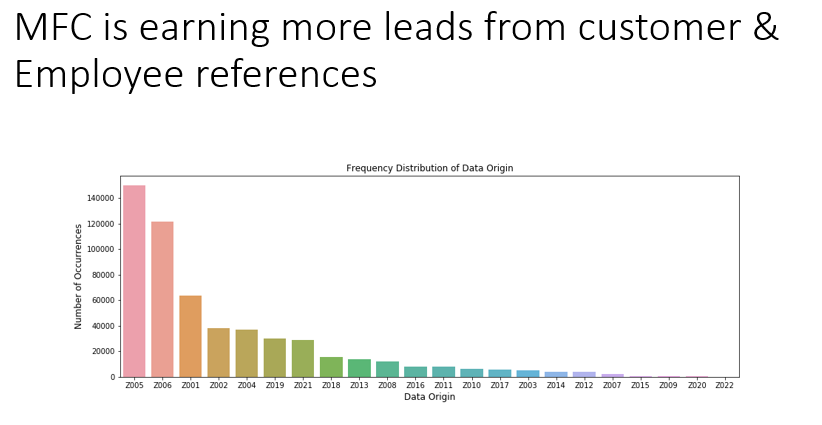 MFC is earning more leads from customer &
Employee references
Frequency Distribution of Data Origin
Number of Occurrences
140000
120000
100000
80000
60000
40000
20000
0
Z005 Z006 Z001 Z002 Z004 Z019 Z021 Z018 Z013 Z008 Z016 Z011 Z010 Z017 Z003 Z014 Z012 Z007 Z015 Z009 Z020 Z022
Data Origin